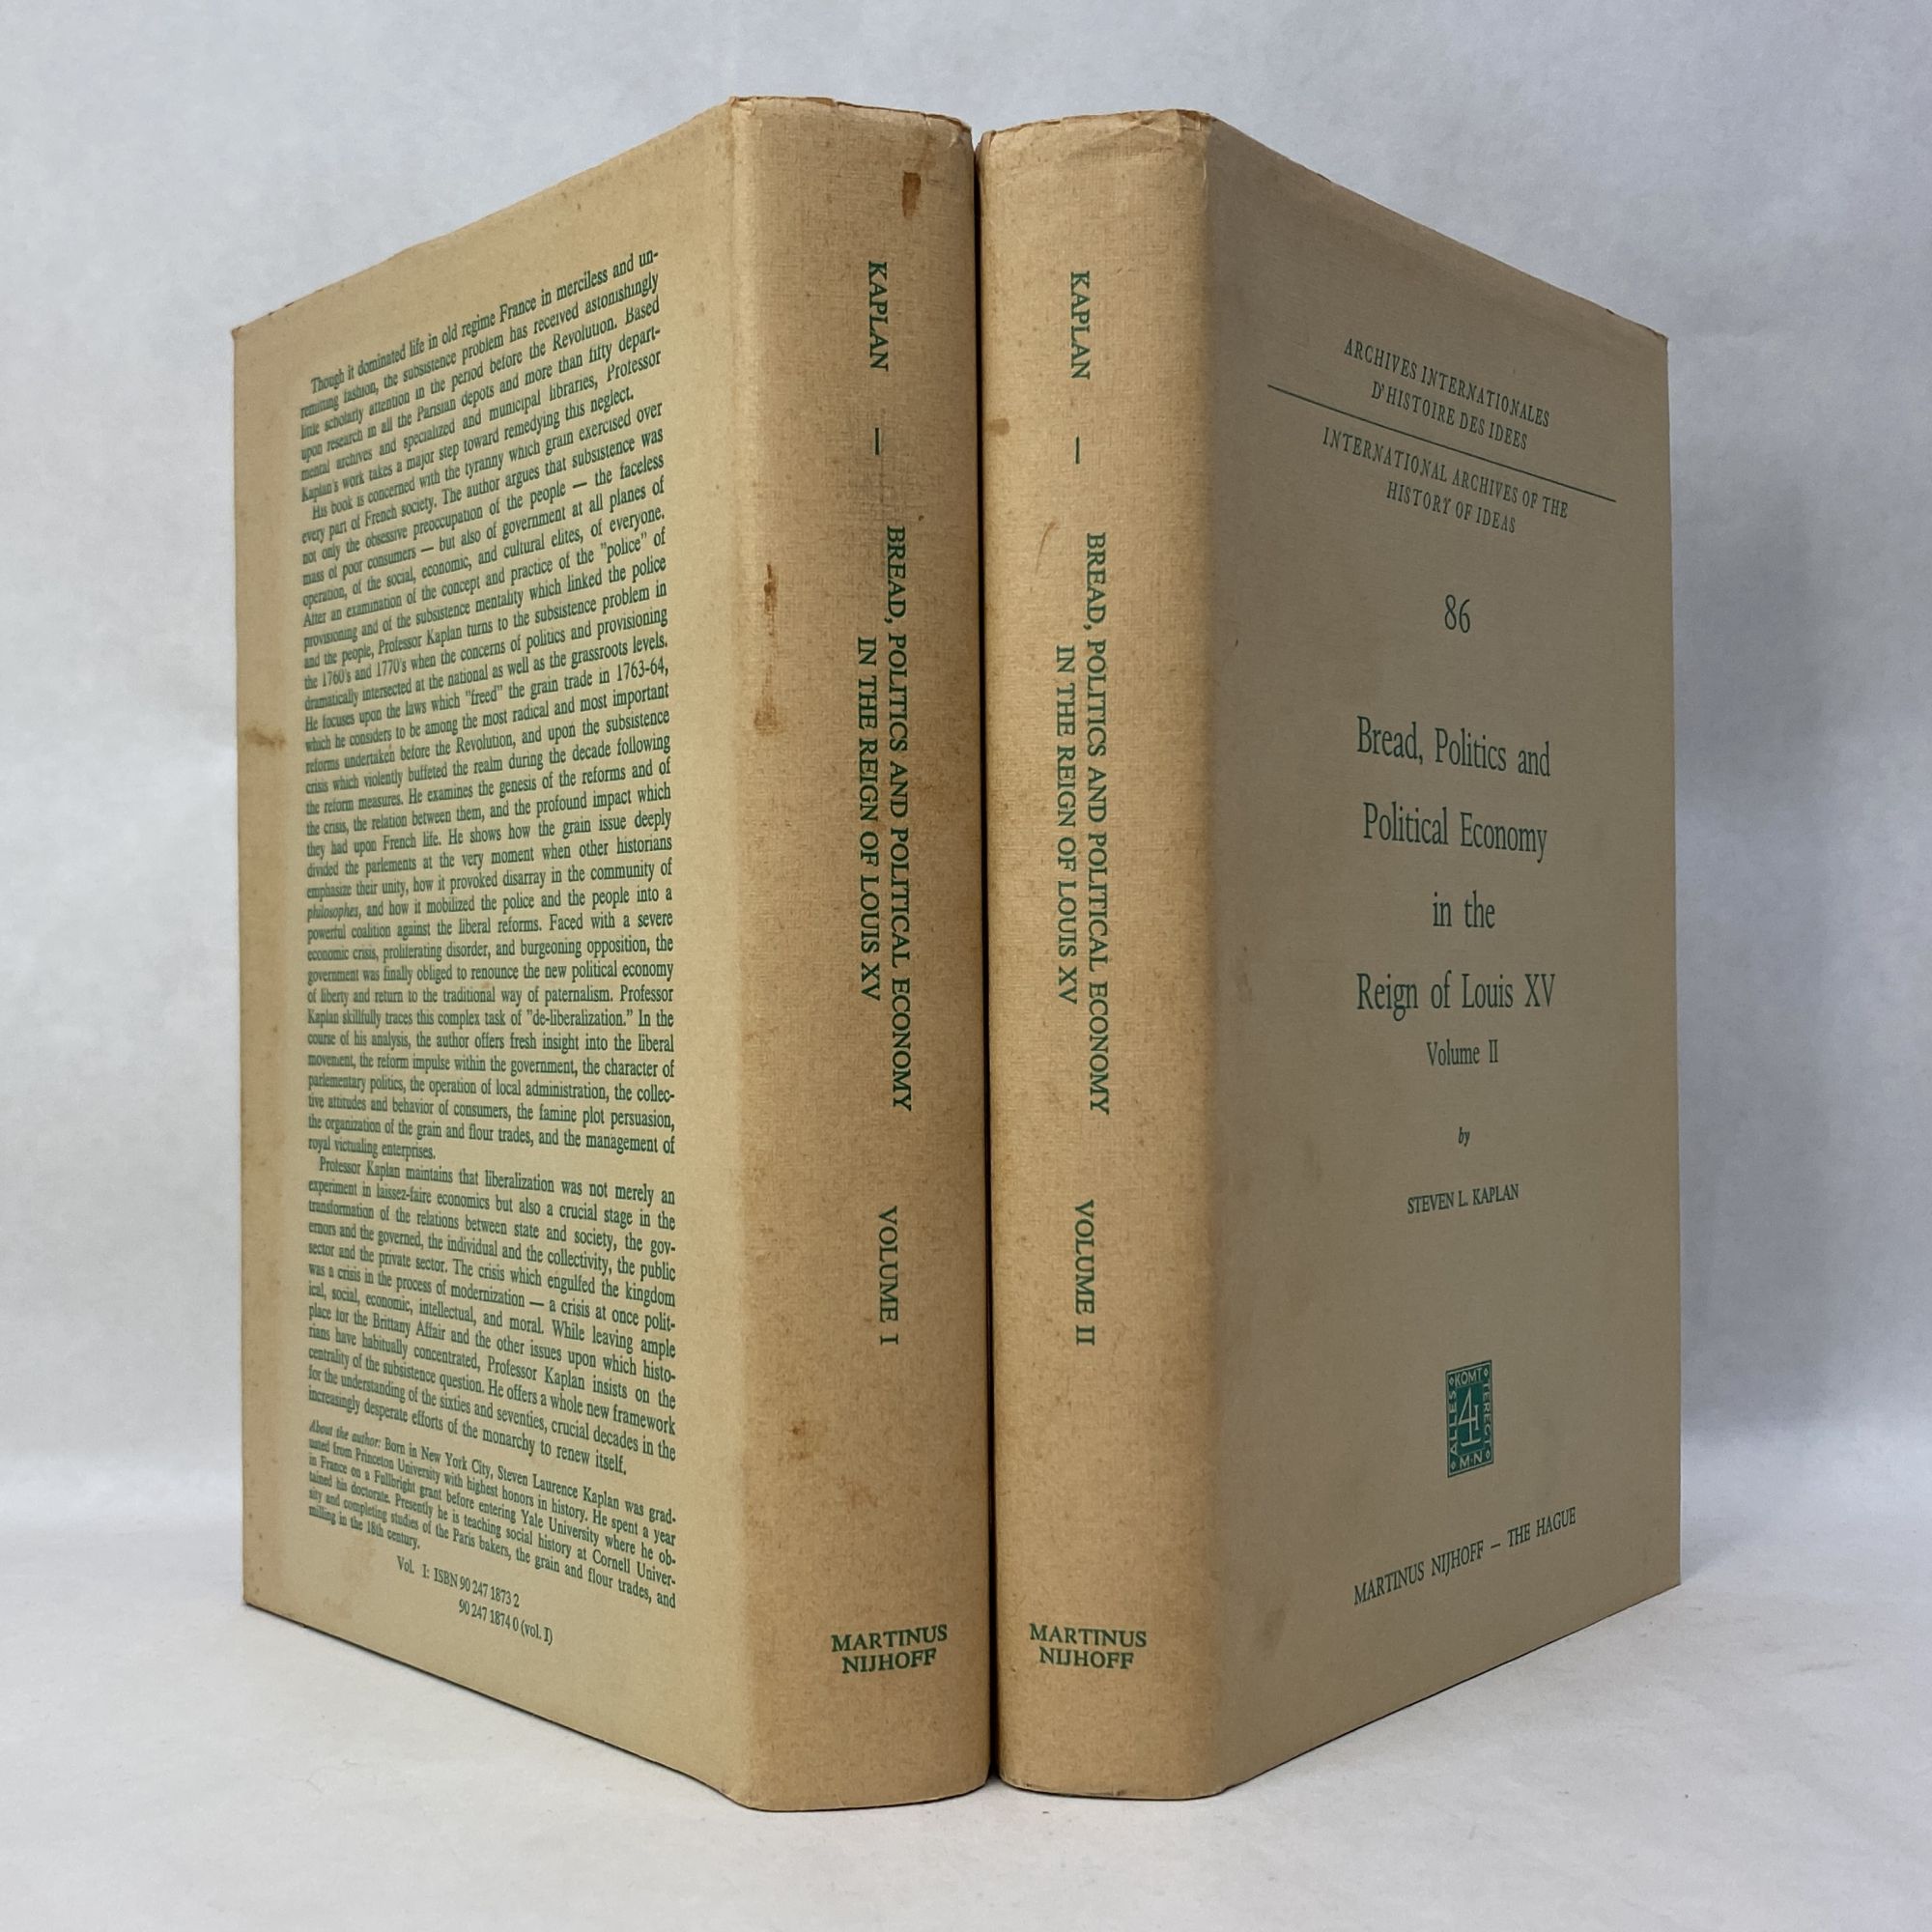 Though it dominated life in old regime France in merciless and un-
remitting fashion, the subsistence problem has received astonishingly
little scholarly attention in the period before the Revolution. Based
upon research in all the Parisian depots and more than fifty depart-
mental archives and specialized and municipal libraries, Professor
Kaplan's work takes a major step toward remedying this neglect.
His book is concerned with the tyranny which grain exercised over
every part of French society. The author argues that subsistence was
not only the obsessive preoccupation of the people — the faceless
mass of poor consumers — but also of government at all planes of
operation, of the social, economic, and cultural elites, of everyone.
After an examination of the concept and practice of the "police" of
provisioning and of the subsistence mentality which linked the police
and the people, Professor Kaplan turns to the subsistence problem in
the 1760's and 1770's when the concerns of politics and provisioning
dramatically intersected at the national as well as the grassroots levels.
He focuses upon the laws which "freed" the grain trade in 1763-64,
which he considers to be among the most radical and most important
reforms undertaken before the Revolution, and upon the subsistence
crisis which violently buffeted the realm during the decade following
the reform measures. He examines the genesis of the reforms and of
the crisis, the relation between them, and the profound impact which
they had upon French life. He shows how the grain issue deeply
divided the parlements at the very moment when other historians
emphasize their unity, how it provoked disarray in the community of
philosophes, and how it mobilized the police and the people into a
powerful coalition against the liberal reforms. Faced with a severe
economic crisis, proliferating disorder, and burgeoning opposition, the
government was finally obliged to renounce the new political economy
of liberty and return to the traditional way of paternalism. Professor
Kaplan skillfully traces this complex task of "de-liberalization." In the
course of his analysis, the author offers fresh insight into the liberal
movement, the reform impulse within the government, the character of
parlementary politics, the operation of local administration, the collec-
tive attitudes and behavior of consumers, the famine plot persuasion,
the organization of the grain and flour trades, and the management of
royal victualing enterprises.
Professor Kaplan maintains that liberalization was not merely an
experiment in laissez-faire economics but also a crucial stage in the
transformation of the relations between state and society, the gov-
ernors and the governed, the individual and the collectivity, the public
sector and the private sector. The crisis which engulfed the kingdom
was a crisis in the process of modernization — a crisis at once polit-
ical, social, economic, intellectual, and moral. While leaving ample
place for the Brittany Affair and the other issues upon which histo-
rians have habitually concentrated, Professor Kaplan insists on the
centrality of the subsistence question. He offers a whole new framework
for the understanding of the sixties and seventies, crucial decades in the
increasingly desperate efforts of the monarchy to renew itself.
About the author: Born in New York City, Steven Laurence Kaplan was grad-
uated from Princeton University with highest honors in history. He spent a year
in France on a Fullbright grant before entering Yale University where he ob-
tained his doctorate. Presently he is teaching social history at Cornell Univer-
sity and completing studies of the Paris bakers, the grain and flour trades, and
milling in the 18th century.
Vol. I: ISBN 90 247 1873 2
90 247 1874 0 (vol. I)
KAPLAN — BREAD, POLITICS AND POLITICAL ECONOMY
IN THE REIGN OF LOUIS XV
VOLUME I
MARTINUS
NIJHOFF
KAPLAN — BREAD, POLITICS AND POLITICAL ECONOMY
IN THE REIGN OF LOUIS XV
VOLUME II
MARTINUS
NIJHOFF
ARCHIVES INTERNATIONALES
D'HISTOIRE DES IDEES
INTERNATIONAL ARCHIVES OF THE
HISTORY OF IDEAS
86
Bread, Politics and
Political Economy
in the
Reign of Louis XV
Volume II
by
STEVEN L. KAPLAN
ALLES
KOMT
TERECHT
M·N
MARTINUS NIJHOFF — THE HAGUE